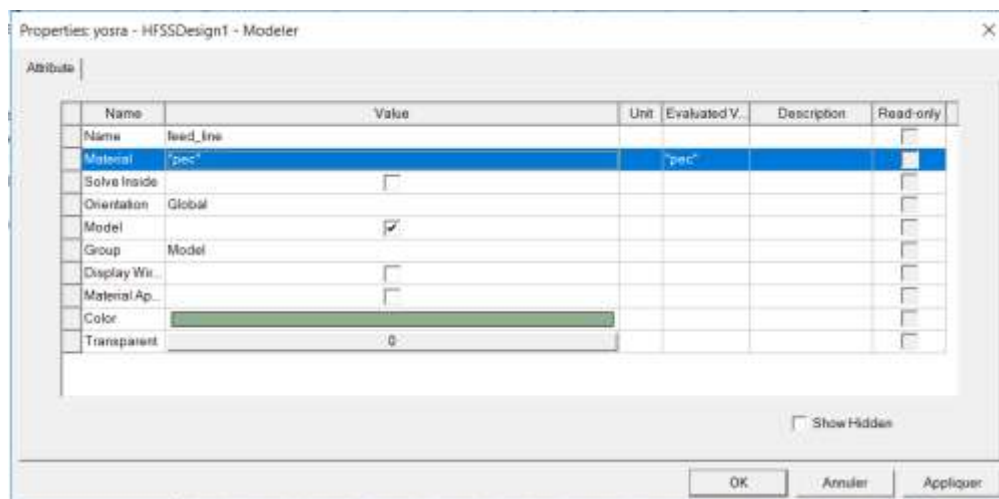 Properties: yosra - HFSSDesign1 - Modeler
Attribute
Name Value Unit Evaluated V... Description Read-only
Name feed_line
Material "pec" "pec"
Solve Inside
Orientation Global
Model
Group Model
Display Wir...
Material Ap...
Color
Transparent 0
Show Hidden
OK Annuler Appliquer